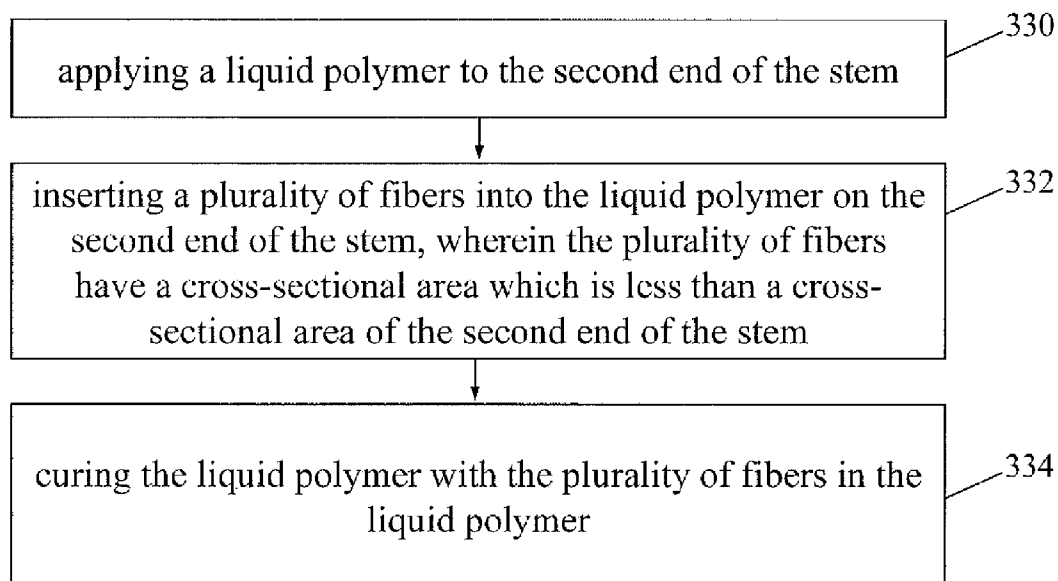 330
applying a liquid polymer to the second end of the stem
332
inserting a plurality of fibers into the liquid polymer on the
second end of the stem, wherein the plurality of fibers
have a cross-sectional area which is less than a cross-
sectional area of the second end of the stem
334
curing the liquid polymer with the plurality of fibers in the
liquid polymer